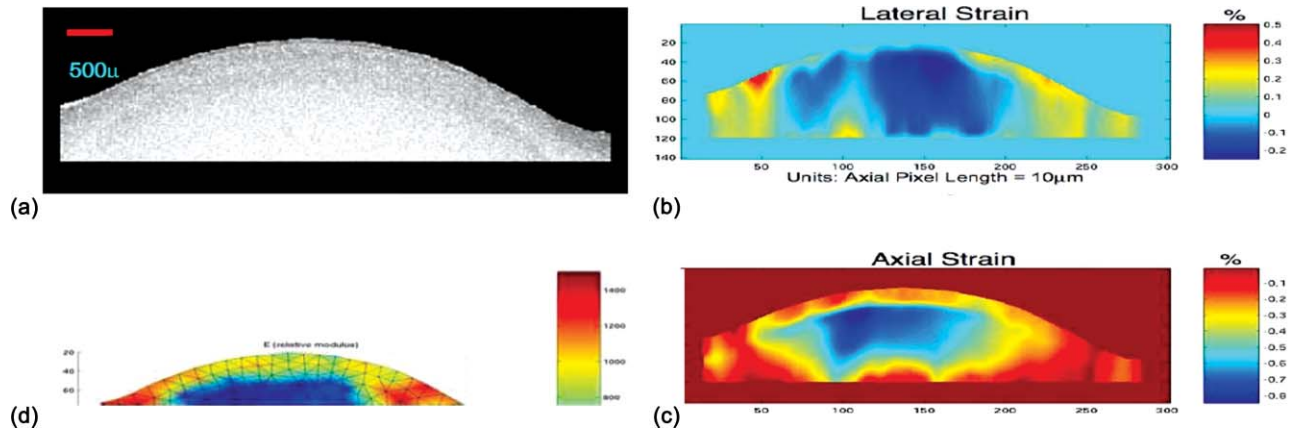 500μ
(a)
Lateral Strain
%
0.5
0.4
0.3
0.2
0.1
0
-0.1
-0.2
20
40
60
80
100
120
140
50 100 150 200 250 300
Units: Axial Pixel Length = 10μm
(b)
E (relative modulus)
20
40
60
1400
1200
1000
800
(d)
Axial Strain
%
-0.1
-0.2
-0.3
-0.4
-0.5
-0.6
-0.7
-0.8
50 100 150 200 250 300
(c)